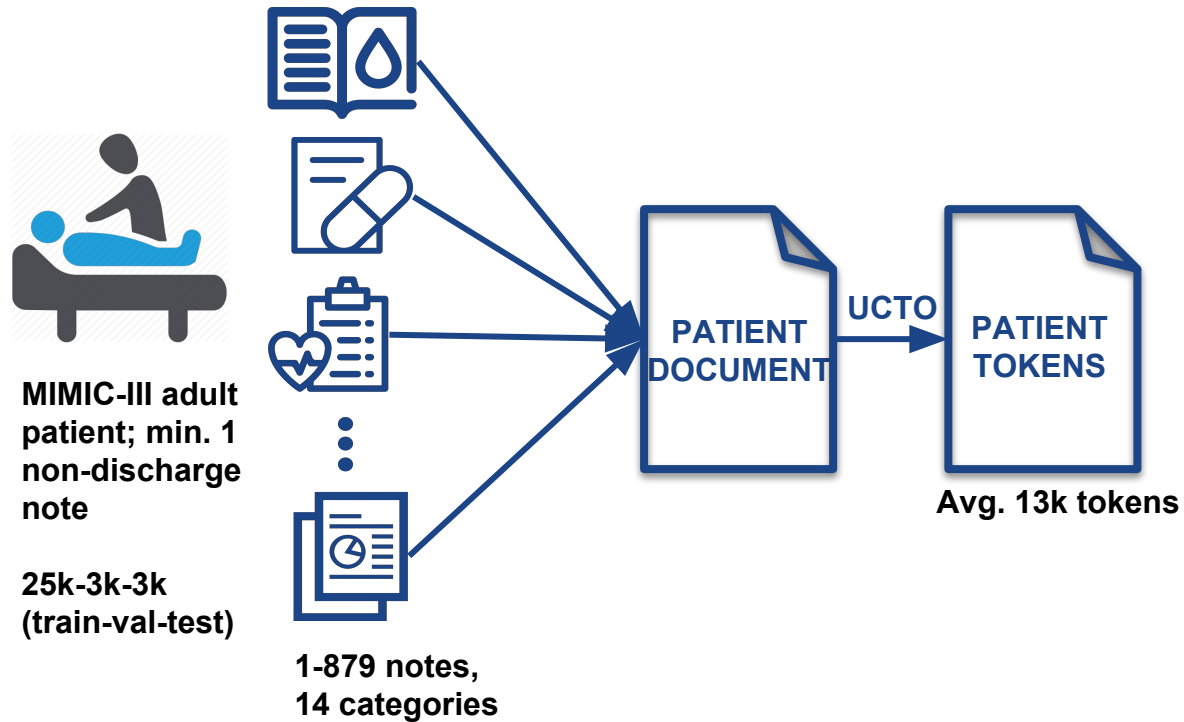 MIMIC-III adult
patient; min. 1
non-discharge
note
25k-3k-3k
(train-val-test)
1-879 notes,
14 categories
PATIENT
DOCUMENT
UCTO
PATIENT
TOKENS
Avg. 13k tokens